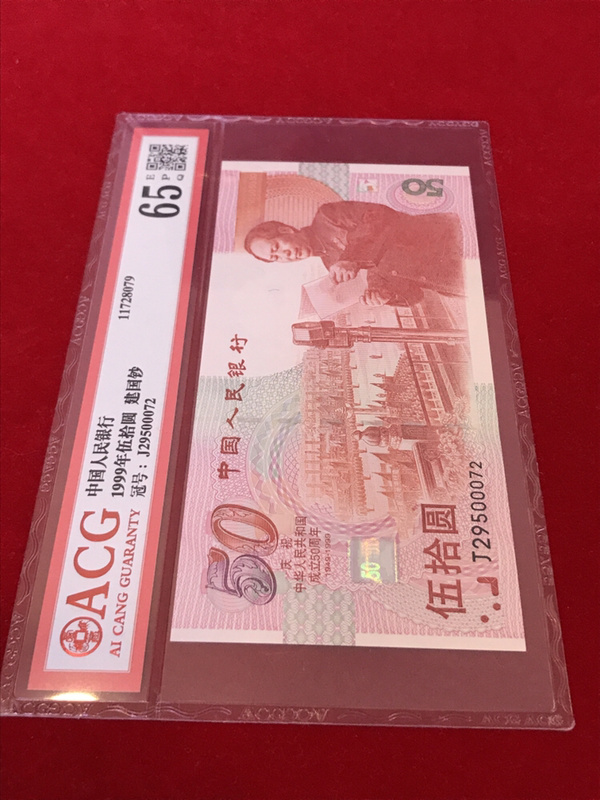 ACG
AI CANG GUARANTY
中国人民银行
1999年伍拾圆 建国钞
冠号：J29500072
11728079
65
E
P
Q
50
中国人民银行
50
庆祝
中华人民共和国
成立50周年
1949-1999
50
伍拾圆
J29500072